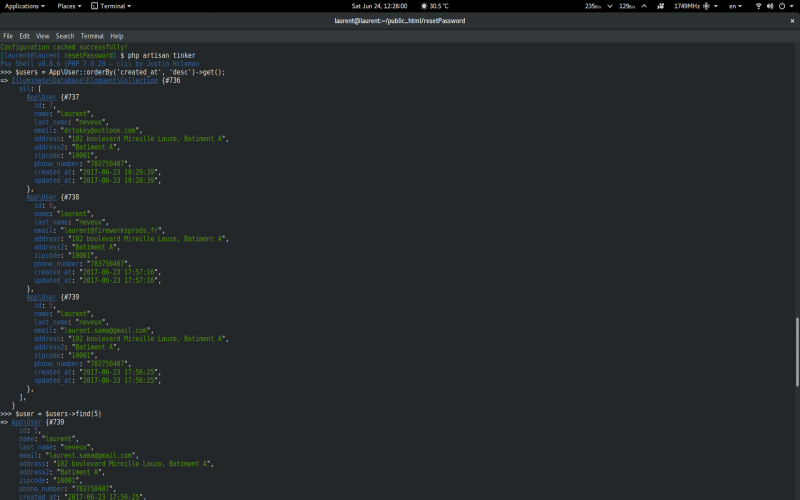 Applications Places Terminal Sat Jun 24, 12:28:00 30.5 °C 235B/s 129B/s 1749MHz en
laurent@laurent:~/public_html/resetPassword
File Edit View Search Terminal Help
Configuration cached successfully!
[laurent@laurent resetPassword] $ php artisan tinker
Psy Shell v0.8.6 (PHP 7.0.20 — cli) by Justin Hileman
>>> $users = App\User::orderBy('created_at', 'desc')->get();
=> Illuminate\Database\Eloquent\Collection {#736
all: [
App\User {#737
id: 7,
name: "laurent",
last_name: "neveux",
email: "drtokky@outlook.com",
address: "102 boulevard Mireille Lauze, Batiment A",
address2: "Batiment A",
zipcode: "10001",
phone_number: "783750407",
created_at: "2017-06-23 19:20:39",
updated_at: "2017-06-23 19:20:39",
},
App\User {#738
id: 6,
name: "laurent",
last_name: "neveux",
email: "laurent@fireworksprods.fr",
address: "102 boulevard Mireille Lauze, Batiment A",
address2: "Batiment A",
zipcode: "10001",
phone_number: "783750407",
created_at: "2017-06-23 17:57:16",
updated_at: "2017-06-23 17:57:16",
},
App\User {#739
id: 5,
name: "laurent",
last_name: "neveux",
email: "laurent.sama@gmail.com",
address: "102 boulevard Mireille Lauze, Batiment A",
address2: "Batiment A",
zipcode: "10001",
phone_number: "783750407",
created_at: "2017-06-23 17:56:25",
updated_at: "2017-06-23 17:56:25",
},
],
}
>>> $user = $users->find(5)
=> App\User {#739
id: 5,
name: "laurent",
last_name: "neveux",
email: "laurent.sama@gmail.com",
address: "102 boulevard Mireille Lauze, Batiment A",
address2: "Batiment A",
zipcode: "10001",
phone_number: "783750407",
created_at: "2017-06-23 17:56:25",